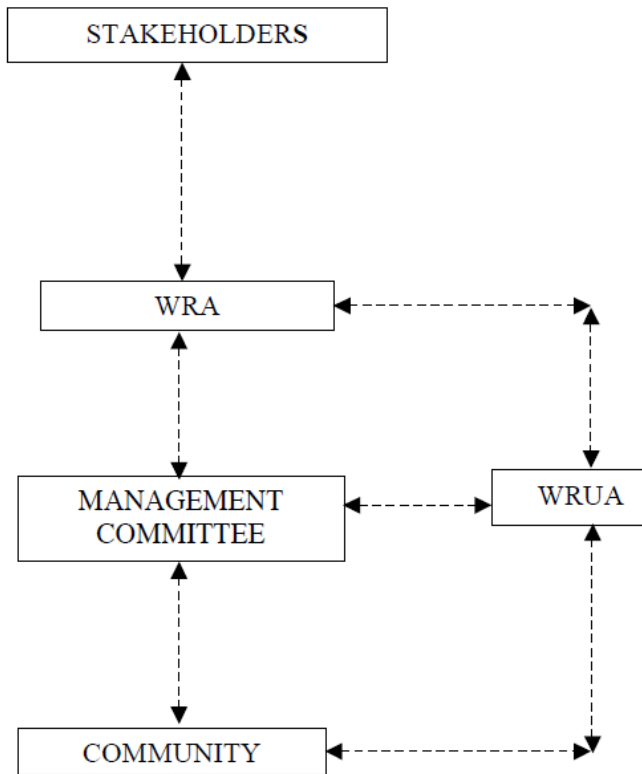 STAKEHOLDERS
WRA
MANAGEMENT
COMMITTEE
WRUA
COMMUNITY